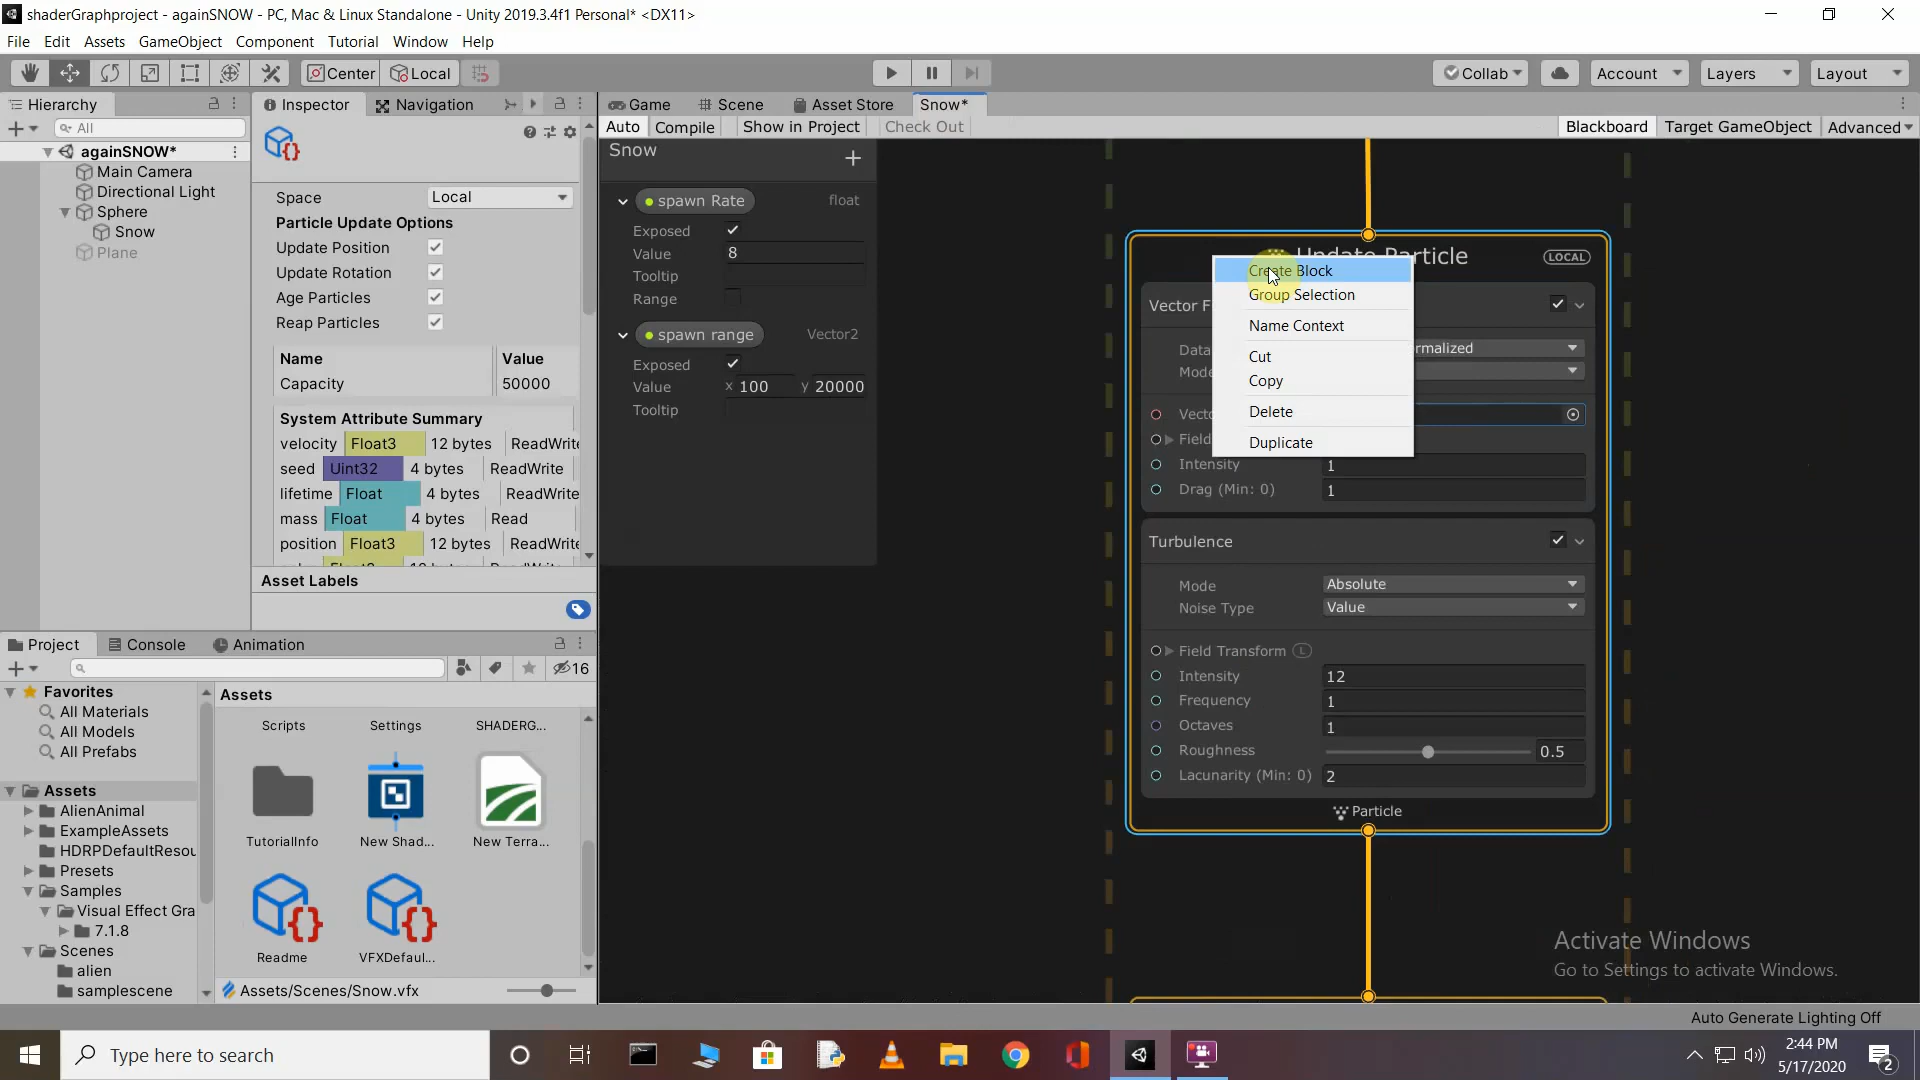 shaderGraphproject - againSNOW - PC, Mac & Linux Standalone - Unity 2019.3.4f1 Personal* <DX11>
File Edit Assets GameObject Component Tutorial Window Help
Center Local Collab Account Layers Layout
Hierarchy
All
againSNOW*
Main Camera
Directional Light
Sphere
Snow
Plane
Inspector Navigation
Space Local
Particle Update Options
Update Position
Update Rotation
Age Particles
Reap Particles
Name Value
Capacity 50000
System Attribute Summary
velocity Float3 12 bytes ReadWrite
seed Uint32 4 bytes ReadWrite
lifetime Float 4 bytes ReadWrite
mass Float 4 bytes Read
position Float3 12 bytes ReadWrite
Asset Labels
Game Scene Asset Store Snow*
Auto Compile Show in Project Check Out Blackboard Target GameObject Advanced
Snow
spawn Rate float
Exposed
Value 8
Tooltip
Range
spawn range Vector2
Exposed
Value x 100 y 20000
Tooltip
Update Particle LOCAL
Vector F
Data rmalized
Mode
Vecto
Field
Intensity 1
Drag (Min: 0) 1
Create Block
Group Selection
Name Context
Cut
Copy
Delete
Duplicate
Turbulence
Mode Absolute
Noise Type Value
Field Transform L
Intensity 12
Frequency 1
Octaves 1
Roughness 0.5
Lacunarity (Min: 0) 2
Particle
Project Console Animation
16
Favorites
All Materials
All Models
All Prefabs
Assets
AlienAnimal
ExampleAssets
HDRPDefaultResou
Presets
Samples
Visual Effect Gra
7.1.8
Scenes
alien
samplescene
Assets
Scripts Settings SHADERG...
TutorialInfo New Shad... New Terra...
Readme VFXDefaul...
Assets/Scenes/Snow.vfx
Activate Windows
Go to Settings to activate Windows.
Auto Generate Lighting Off
Type here to search
2:44 PM
5/17/2020
2